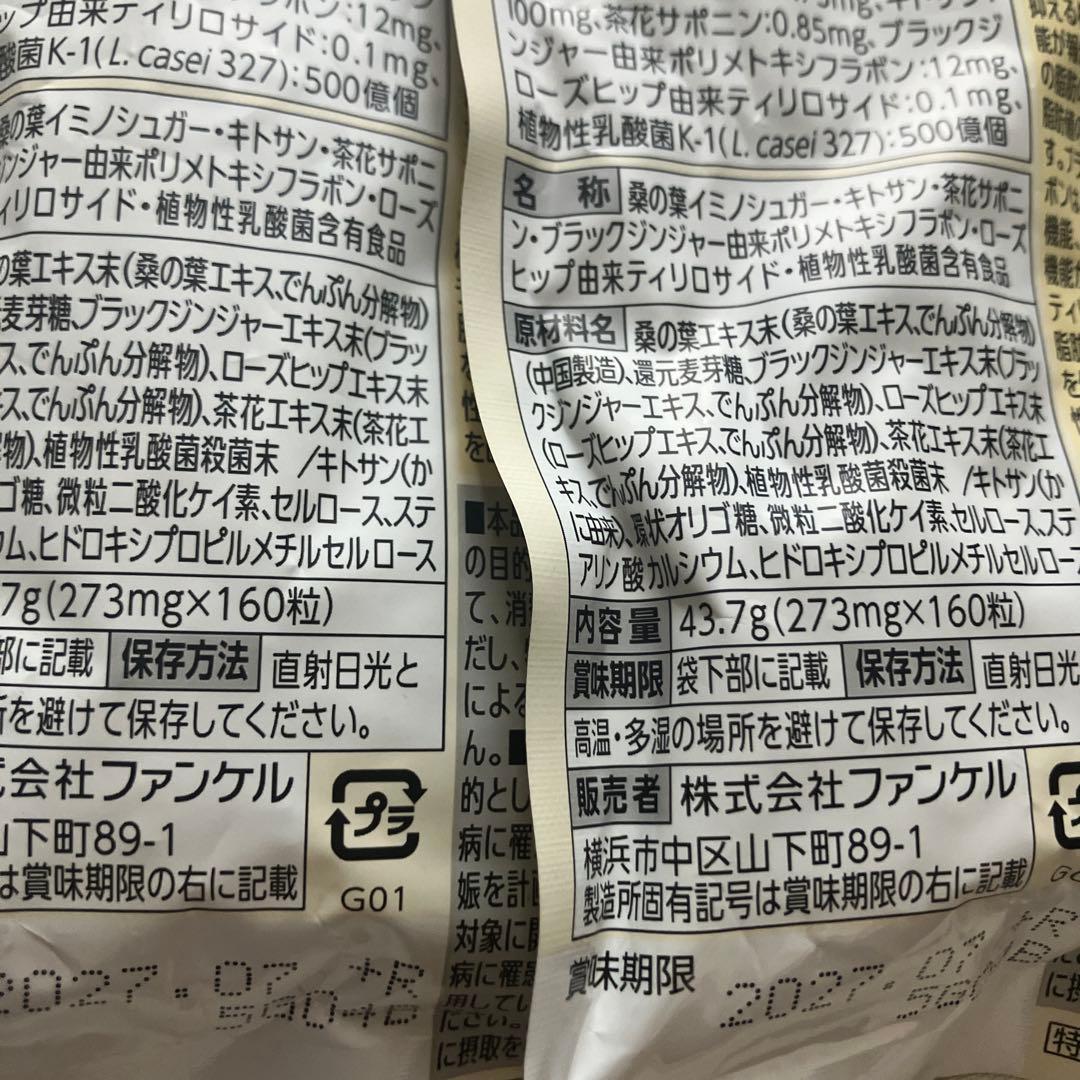 ップ由来ティリロサイド:0.1mg、
酸菌K-1(L. casei 327):500億個
桑の葉イミノシュガー・キトサン・茶花サポニ
ンジャー由来ポリメトキシフラボン・ローズ
ィリロサイド・植物性乳酸菌含有食品
の葉エキス末(桑の葉エキス、でんぷん分解物)
麦芽糖、ブラックジンジャーエキス末(ブラッ
ス、でんぷん分解物)、ローズヒップエキス末
ス、でんぷん分解物)、茶花エキス末(茶花エ
物)、植物性乳酸菌殺菌末 /キトサン(か
ゴ糖、微粒二酸化ケイ素、セルロース、ステ
ウム、ヒドロキシプロピルメチルセルロース
7g(273mg×160粒)
部に記載 保存方法 直射日光と
所を避けて保存してください。
式会社ファンケル
山下町89-1
は賞味期限の右に記載
プラ
G01
2027.07
100mg、茶花サポニン:0.85mg、ブラックジ
ンジャー由来ポリメトキシフラボン:12mg、
ローズヒップ由来ティリロサイド:0.1mg、
植物性乳酸菌K-1(L. casei 327):500億個
名称 桑の葉イミノシュガー・キトサン・茶花サポニ
ン・ブラックジンジャー由来ポリメトキシフラボン・ローズ
ヒップ由来ティリロサイド・植物性乳酸菌含有食品
原材料名 桑の葉エキス末(桑の葉エキス、でんぷん分解物)
(中国製造)、還元麦芽糖、ブラックジンジャーエキス末(ブラッ
クジンジャーエキス、でんぷん分解物)、ローズヒップエキス末
(ローズヒップエキス、でんぷん分解物)、茶花エキス末(茶花エ
キス、でんぷん分解物)、植物性乳酸菌殺菌末 /キトサン(か
に由来)、環状オリゴ糖、微粒二酸化ケイ素、セルロース、ステ
アリン酸カルシウム、ヒドロキシプロピルメチルセルロース
内容量 43.7g(273mg×160粒)
賞味期限 袋下部に記載 保存方法 直射日光
高温・多湿の場所を避けて保存してください。
販売者 株式会社ファンケル
横浜市中区山下町89-1
製造所固有記号は賞味期限の右に記載
賞味期限 2027.07